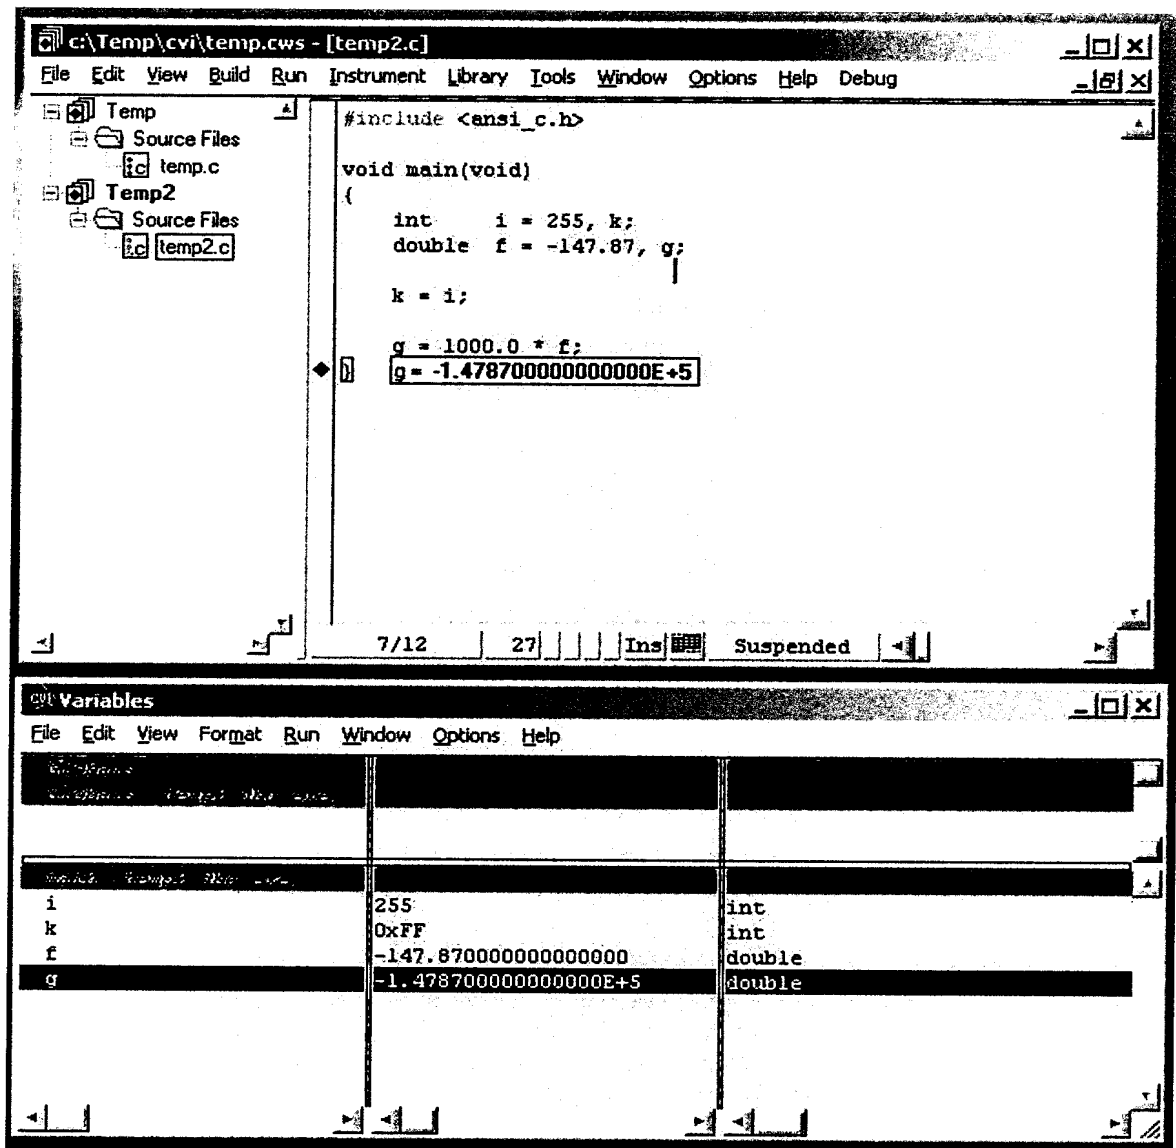 c:\Temp\cvi\temp.cws - [temp2.c]
File Edit View Build Run Instrument Library Tools Window Options Help Debug
Temp
Source Files
temp.c
Temp2
Source Files
temp2.c
#include <ansi_c.h>
void main(void)
{
int i = 255, k;
double f = -147.87, g;
k = i;
g = 1000.0 * f;
} g = -1.478700000000000E+5
7/12 27 Ins Suspended
cvi Variables
File Edit View Format Run Window Options Help
i 255 int
k 0xFF int
f -147.870000000000000 double
g -1.478700000000000E+5 double